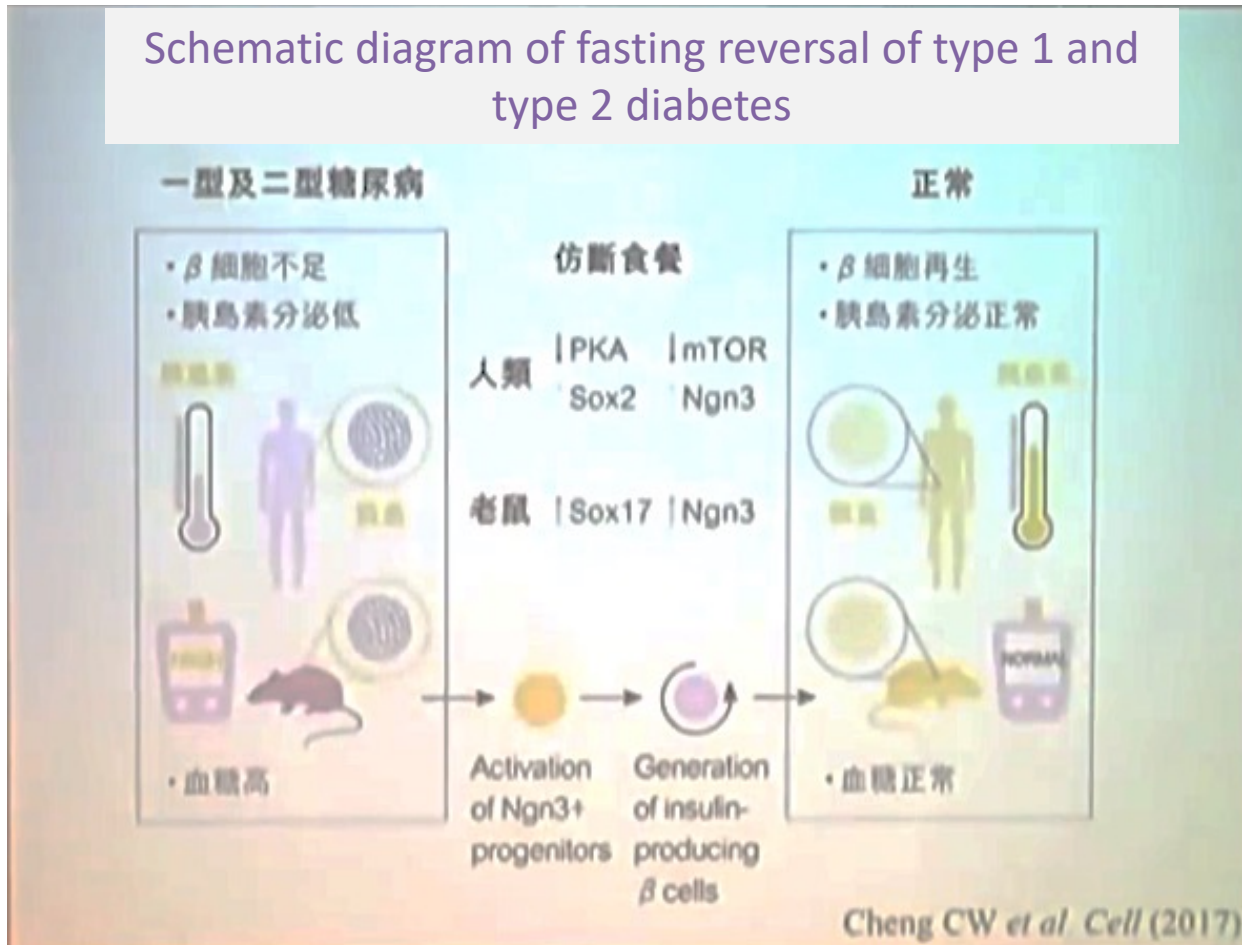 Schematic diagram of fasting reversal of type 1 and
type 2 diabetes
一型及二型糖尿病
正常
• β 細胞不足
• 胰島素分泌低
仿斷食餐
• β 細胞再生
• 胰島素分泌正常
人類
PKA mTOR
Sox2 Ngn3
老鼠 Sox17 Ngn3
NORMAL
• 血糖高
Activation
of Ngn3+
progenitors
Generation
of insulin-
producing
β cells
• 血糖正常
Cheng CW et al Cell (2017)